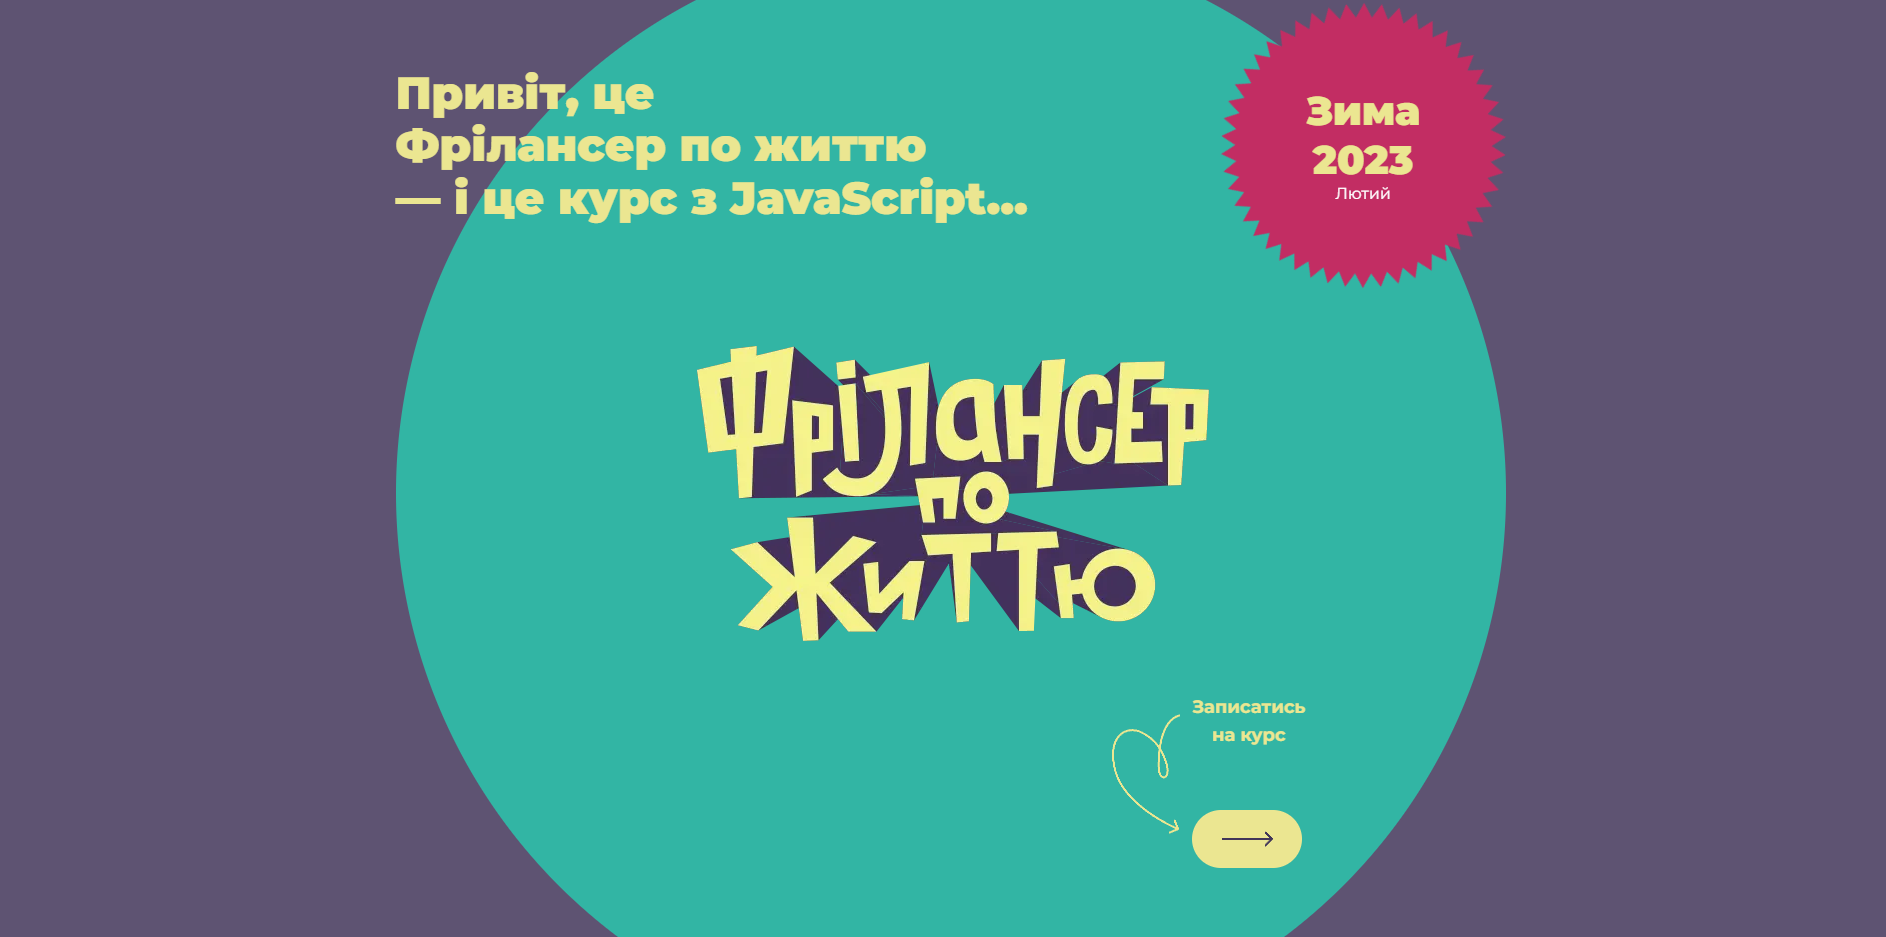 Привіт, це
Фрілансер по життю
— і це курс з JavaScript...
Зима
2023
Лютий
Фрілансер
по
Життю
Записатись
на курс